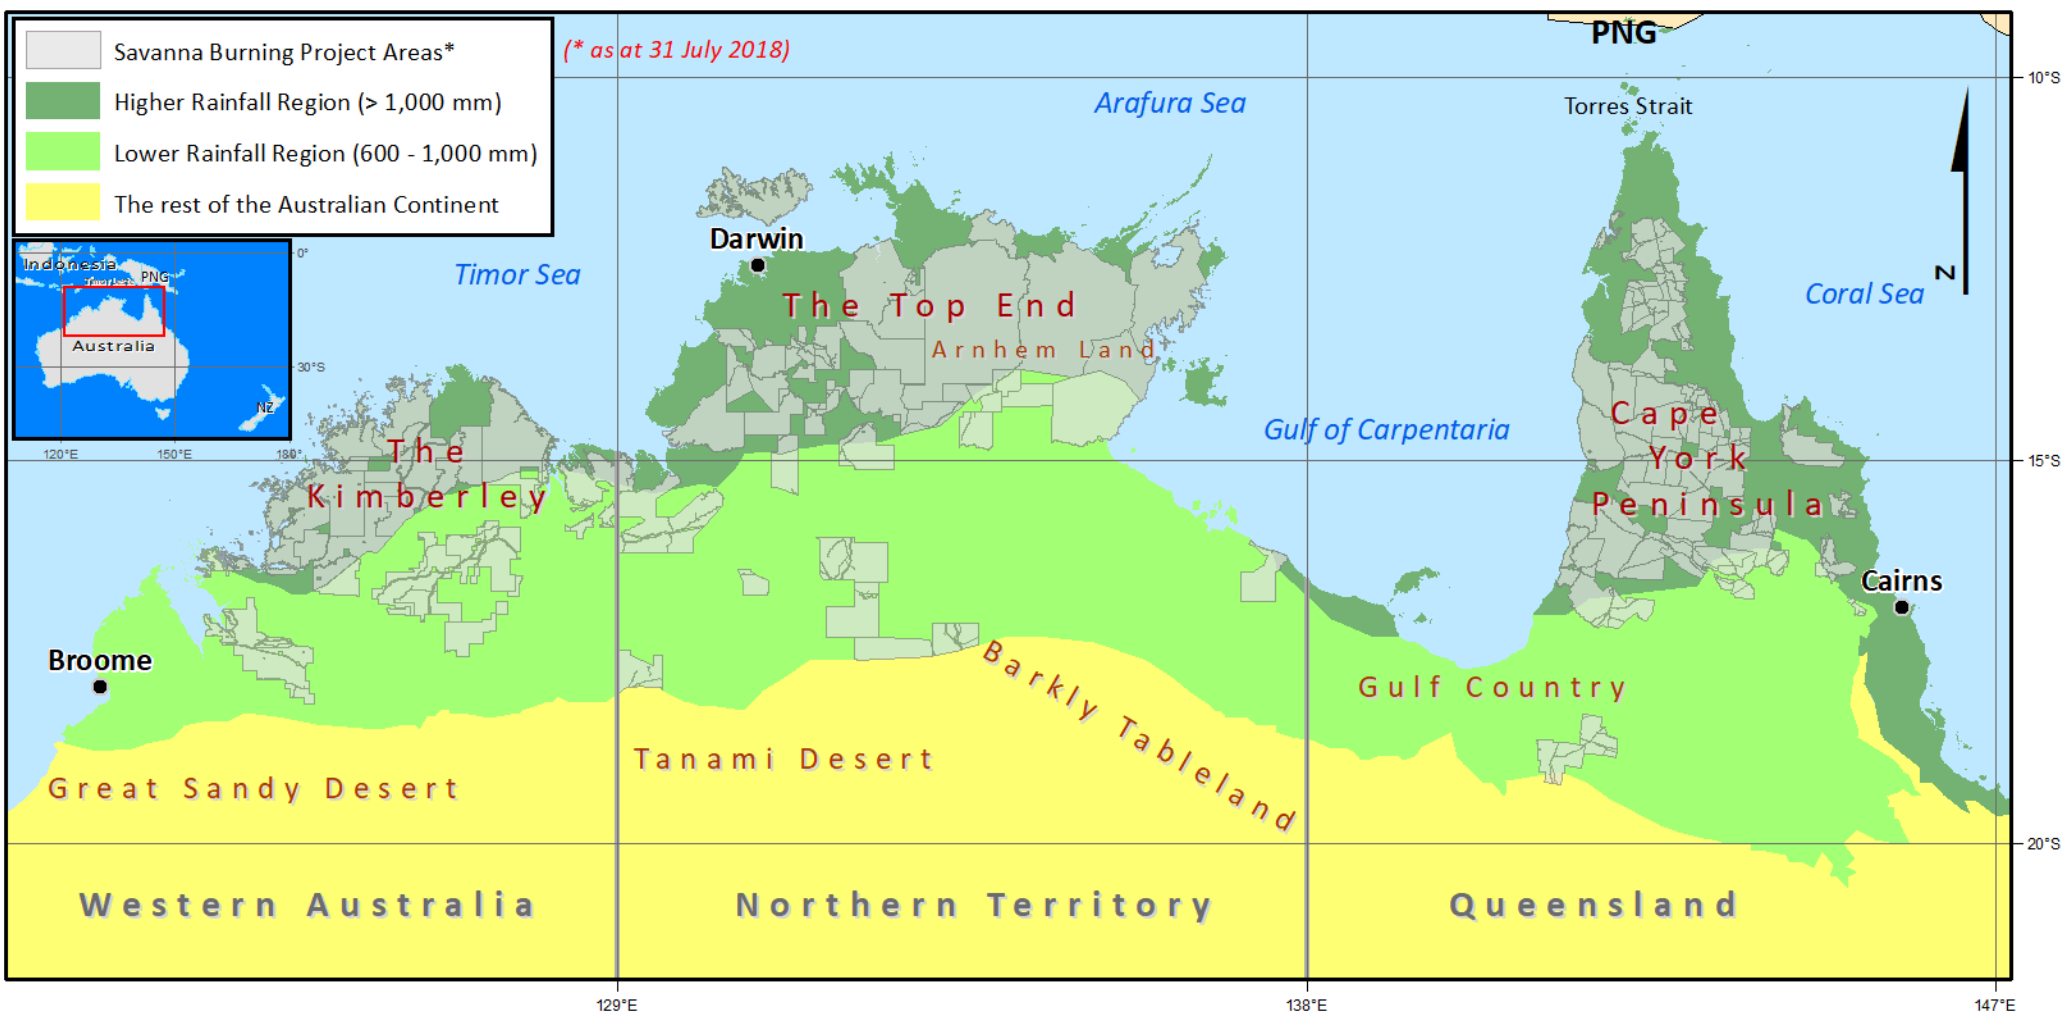 Savanna Burning Project Areas*
Higher Rainfall Region (> 1,000 mm)
Lower Rainfall Region (600 - 1,000 mm)
The rest of the Australian Continent
(* as at 31 July 2018)
PNG
10°S
Torres Strait
Arafura Sea
Timor Sea
Darwin
The Top End
Arnhem Land
Coral Sea
N
Indonesia
PNG
Australia
NZ
0°
30°S
120°E
150°E
180°
The
Kimberley
Gulf of Carpentaria
Cape
York
Peninsula
15°S
Cairns
Broome
Gulf Country
Barkly Tableland
Tanami Desert
Great Sandy Desert
20°S
Western Australia
Northern Territory
Queensland
129°E
138°E
147°E